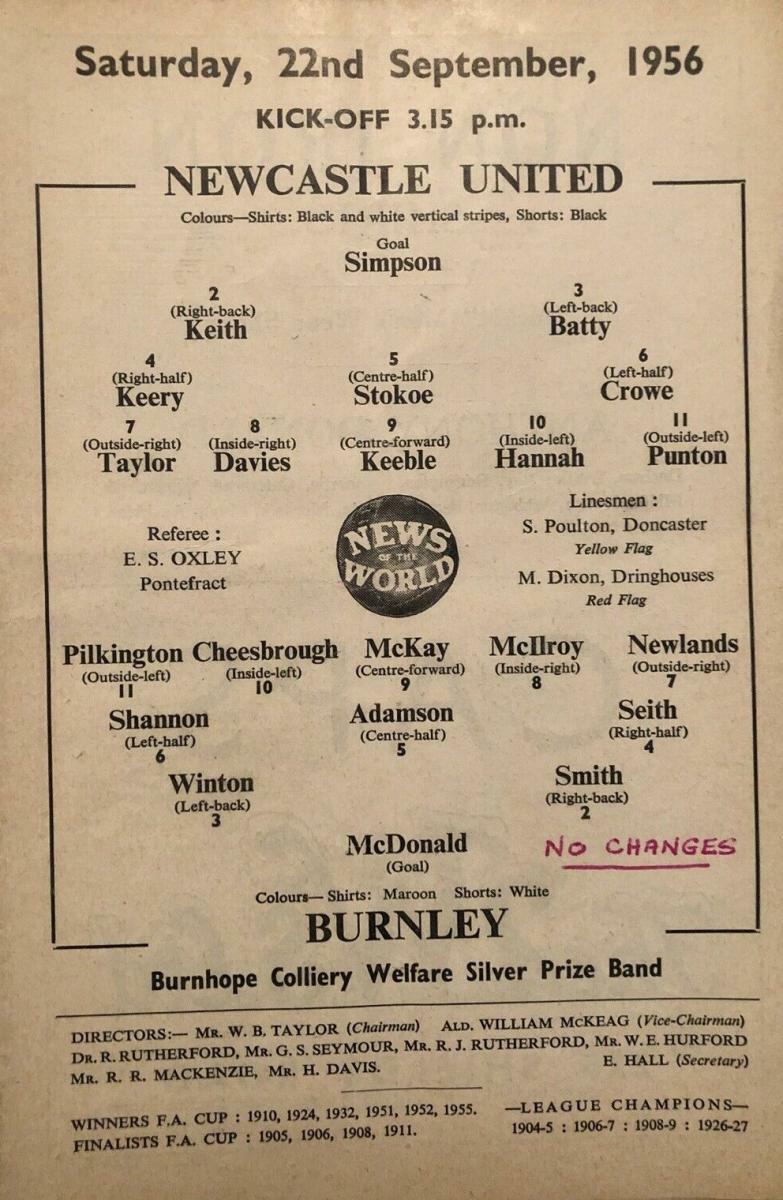 Saturday, 22nd September, 1956
KICK-OFF 3.15 p.m.
NEWCASTLE UNITED
Colours—Shirts: Black and white vertical stripes, Shorts: Black
Goal
Simpson
2 3
(Right-back) (Left-back)
Keith Batty
4 5 6
(Right-half) (Centre-half) (Left-half)
Keery Stokoe Crowe
7 8 9 10 11
(Outside-right) (Inside-right) (Centre-forward) (Inside-left) (Outside-left)
Taylor Davies Keeble Hannah Punton
Referee :
E. S. OXLEY
Pontefract
NEWS
OF THE
WORLD
Linesmen :
S. Poulton, Doncaster
Yellow Flag
M. Dixon, Dringhouses
Red Flag
Pilkington Cheesbrough McKay McIlroy Newlands
(Outside-left) (Inside-left) (Centre-forward) (Inside-right) (Outside-right)
11 10 9 8 7
Shannon Adamson Seith
(Left-half) (Centre-half) (Right-half)
6 5 4
Winton Smith
(Left-back) (Right-back)
3 2
McDonald NO CHANGES
(Goal)
Colours— Shirts: Maroon Shorts: White
BURNLEY
Burnhope Colliery Welfare Silver Prize Band
DIRECTORS:— MR. W. B. TAYLOR (Chairman) ALD. WILLIAM McKEAG (Vice-Chairman)
DR. R. RUTHERFORD, MR. G. S. SEYMOUR, MR. R. J. RUTHERFORD, MR. W. E. HURFORD
MR. R. R. MACKENZIE, MR. H. DAVIS. E. HALL (Secretary)
WINNERS F.A. CUP : 1910, 1924, 1932, 1951, 1952, 1955.
FINALISTS F.A. CUP : 1905, 1906, 1908, 1911.
—LEAGUE CHAMPIONS—
1904-5 : 1906-7 : 1908-9 : 1926-27